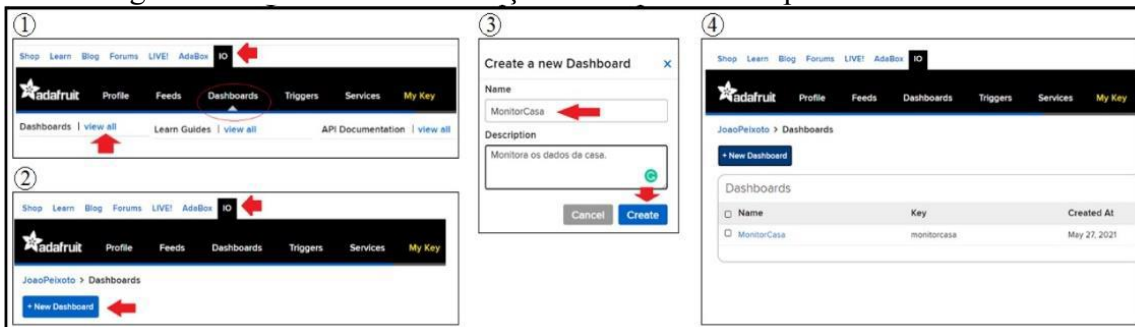 ①
Shop Learn Blog Forums LIVE! AdaBox IO
adafruit Profile Feeds Dashboards Triggers Services My Key
Dashboards | view all Learn Guides | view all API Documentation | view all
②
Shop Learn Blog Forums LIVE! AdaBox IO
adafruit Profile Feeds Dashboards Triggers Services My Key
JoaoPeixoto > Dashboards
+ New Dashboard
③
Create a new Dashboard x
Name
MonitorCasa
Description
Monitora os dados da casa.
Cancel Create
④
Shop Learn Blog Forums LIVE! AdaBox IO
adafruit Profile Feeds Dashboards Triggers Services My Key
JoaoPeixoto > Dashboards
+ New Dashboard
Dashboards
Name Key Created At
MonitorCasa monitorcasa May 27, 2021